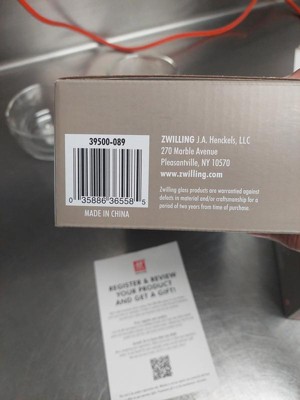 39500-089
0 35886 36558 5
MADE IN CHINA
ZWILLING J.A. Henckels, LLC
270 Marble Avenue
Pleasantville, NY 10570
www.zwilling.com
Zwilling glass products are warranted against
defects in material and/or craftsmanship for a
period of two years from time of purchase.
REGISTER & REVIEW
YOUR PRODUCT
AND GET A GIFT!